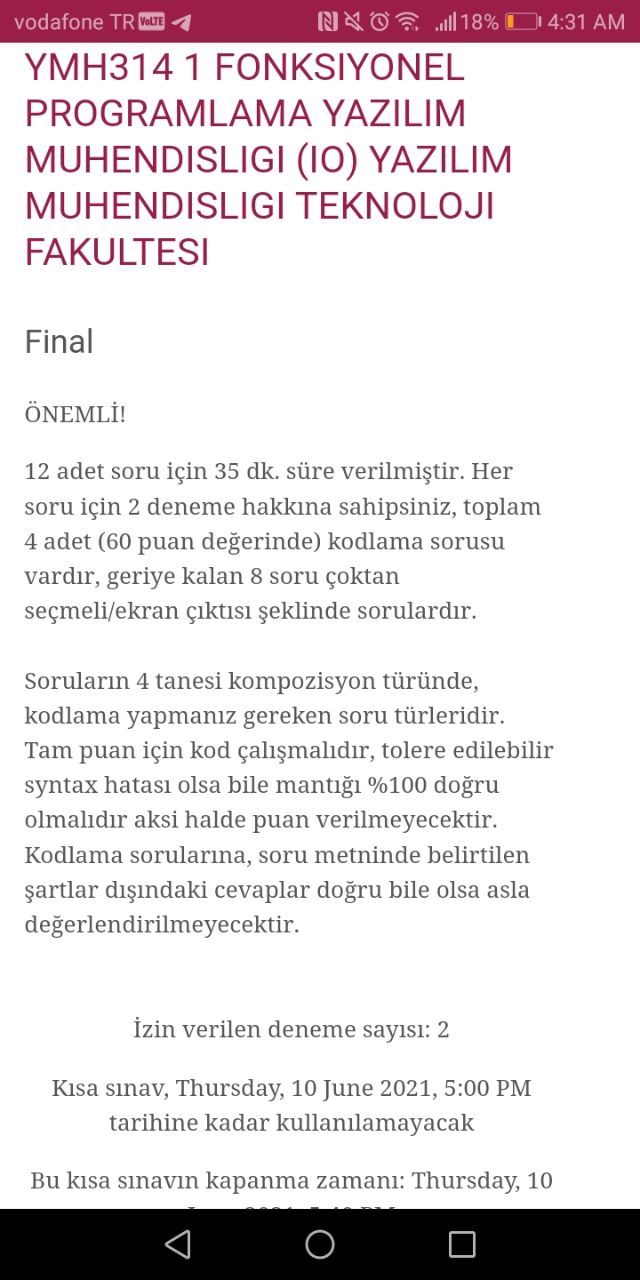 vodafone TR VoLTE 18% 4:31 AM
YMH314 1 FONKSIYONEL
PROGRAMLAMA YAZILIM
MUHENDISLIGI (IO) YAZILIM
MUHENDISLIGI TEKNOLOJI
FAKULTESI
Final
ÖNEMLİ!
12 adet soru için 35 dk. süre verilmiştir. Her
soru için 2 deneme hakkına sahipsiniz, toplam
4 adet (60 puan değerinde) kodlama sorusu
vardır, geriye kalan 8 soru çoktan
seçmeli/ekran çıktısı şeklinde sorulardır.
Soruların 4 tanesi kompozisyon türünde,
kodlama yapmanız gereken soru türleridir.
Tam puan için kod çalışmalıdır, tolere edilebilir
syntax hatası olsa bile mantığı %100 doğru
olmalıdır aksi halde puan verilmeyecektir.
Kodlama sorularına, soru metninde belirtilen
şartlar dışındaki cevaplar doğru bile olsa asla
değerlendirilmeyecektir.
İzin verilen deneme sayısı: 2
Kısa sınav, Thursday, 10 June 2021, 5:00 PM
tarihine kadar kullanılamayacak
Bu kısa sınavın kapanma zamanı: Thursday, 10